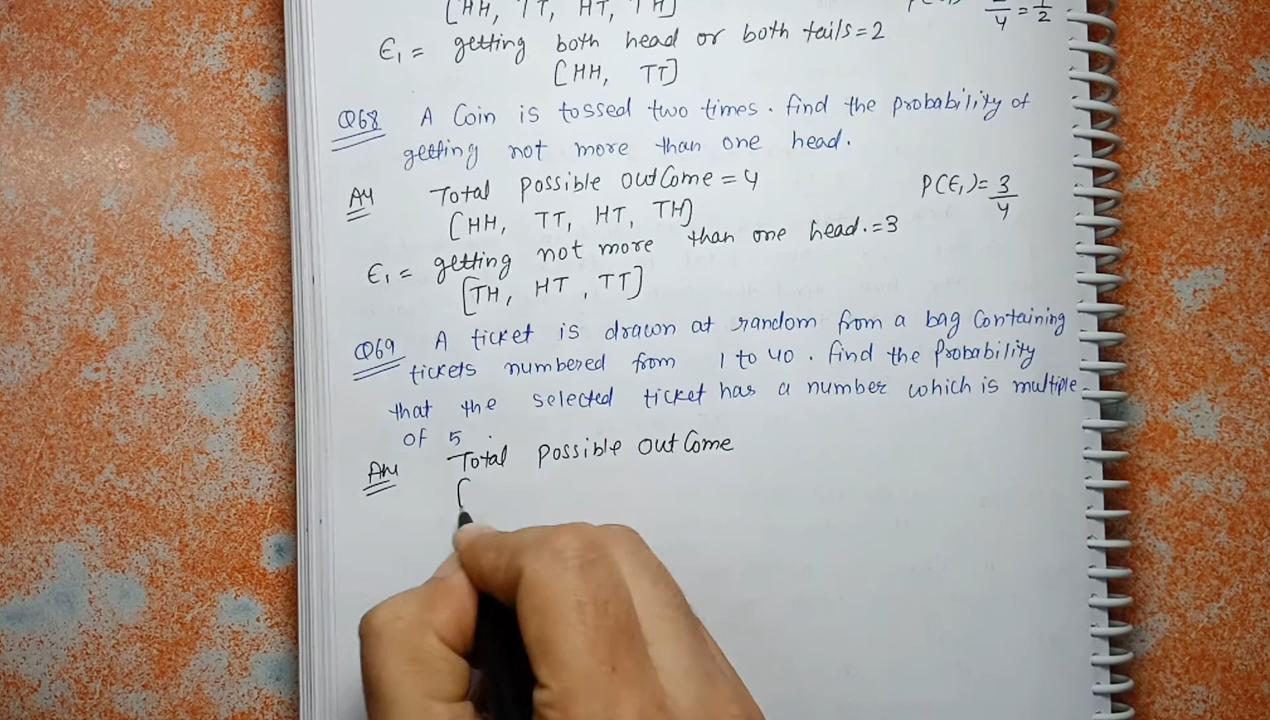 [HH, TT, HT, TH]
2/4 = 1/2
E₁ = getting both head or both tails = 2
[HH, TT]
Q68 A Coin is tossed two times. find the probability of
getting not more than one head.
Total possible outCome = 4
P(E₁) = 3/4
[HH, TT, HT, TH]
E₁ = getting not more than one head. = 3
[TH, HT, TT]
Q69 A ticket is drawn at random from a bag Containing
tickets numbered from 1 to 40. find the Probability
that the selected ticket has a number which is multiple
of 5.
Ans Total possible outCome
[